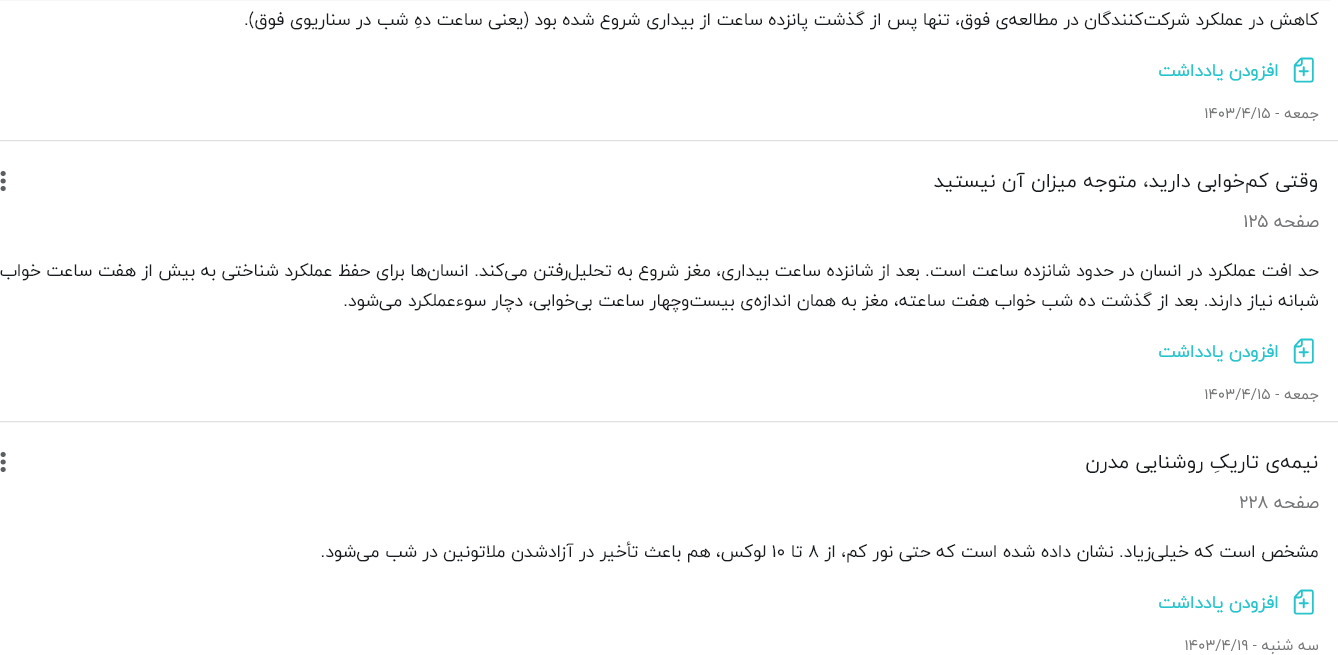 کاهش در عملکرد شرکت‌کنندگان در مطالعه‌ی فوق، تنها پس از گذشت پانزده ساعت از بیداری شروع شده بود (یعنی ساعت دهِ شب در سناریوی فوق).
افزودن یادداشت
جمعه - ۱۴۰۳/۴/۱۵
وقتی کم‌خوابی دارید، متوجه میزان آن نیستید
صفحه ۱۲۵
حد افت عملکرد در انسان در حدود شانزده ساعت است. بعد از شانزده ساعت بیداری، مغز شروع به تحلیل‌رفتن می‌کند. انسان‌ها برای حفظ عملکرد شناختی به بیش از هفت ساعت خواب
شبانه نیاز دارند. بعد از گذشت ده شب خواب هفت ساعته، مغز به همان اندازه‌ی بیست‌وچهار ساعت بی‌خوابی، دچار سوءعملکرد می‌شود.
افزودن یادداشت
جمعه - ۱۴۰۳/۴/۱۵
نیمه‌ی تاریکِ روشنایی مدرن
صفحه ۲۲۸
مشخص است که خیلی‌زیاد. نشان داده شده است که حتی نور کم، از ۸ تا ۱۰ لوکس، هم باعث تأخیر در آزادشدن ملاتونین در شب می‌شود.
افزودن یادداشت
سه شنبه - ۱۴۰۳/۴/۱۹